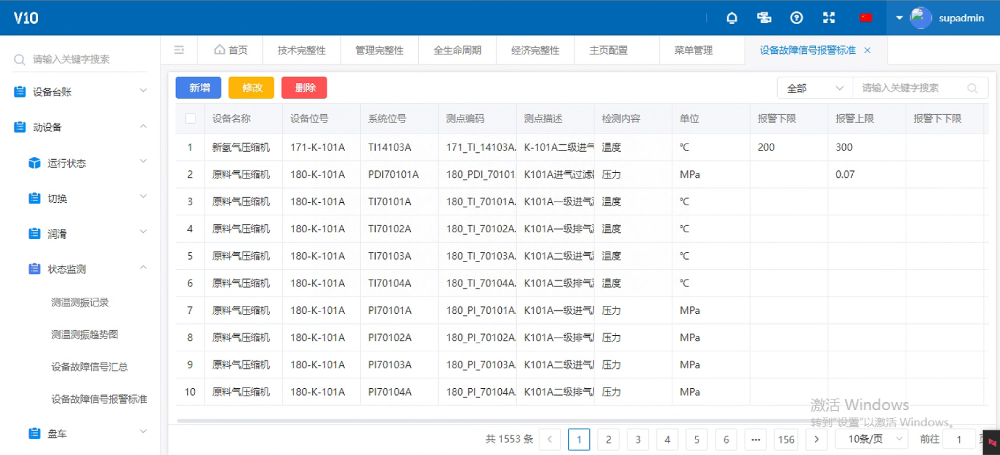 V10
supadmin
请输入关键字搜索
首页 技术完整性 管理完整性 全生命周期 经济完整性 主页配置 菜单管理 设备故障信号报警标准
设备台账
动设备
运行状态
切换
润滑
状态监测
测温测振记录
测温测振趋势图
设备故障信号汇总
设备故障信号报警标准
盘车
新增 修改 删除 全部 请输入关键字搜索
设备名称 设备位号 系统位号 测点编码 测点描述 检测内容 单位 报警下限 报警上限 报警下下限
1 新氢气压缩机 171-K-101A TI14103A 171_TI_14103A. K-101A二级进气 温度 ℃ 200 300
2 原料气压缩机 180-K-101A PDI70101A 180_PDI_70101 K101A进气过滤 压力 MPa 0.07
3 原料气压缩机 180-K-101A TI70101A 180_TI_70101A. K101A一级进气 温度 ℃
4 原料气压缩机 180-K-101A TI70102A 180_TI_70102A. K101A一级排气 温度 ℃
5 原料气压缩机 180-K-101A TI70103A 180_TI_70103A. K101A二级进气 温度 ℃
6 原料气压缩机 180-K-101A TI70104A 180_TI_70104A. K101A二级排气 温度 ℃
7 原料气压缩机 180-K-101A PI70101A 180_PI_70101A. K101A一级进气 压力 MPa
8 原料气压缩机 180-K-101A PI70102A 180_PI_70102A. K101A一级排气 压力 MPa
9 原料气压缩机 180-K-101A PI70103A 180_PI_70103A. K101A二级进气 压力 MPa
10 原料气压缩机 180-K-101A PI70104A 180_PI_70104A. K101A二级排气 压力 MPa
激活 Windows
转到"设置"以激活 Windows。
共 1553 条 1 2 3 4 5 6 ••• 156 10条/页 前往 1